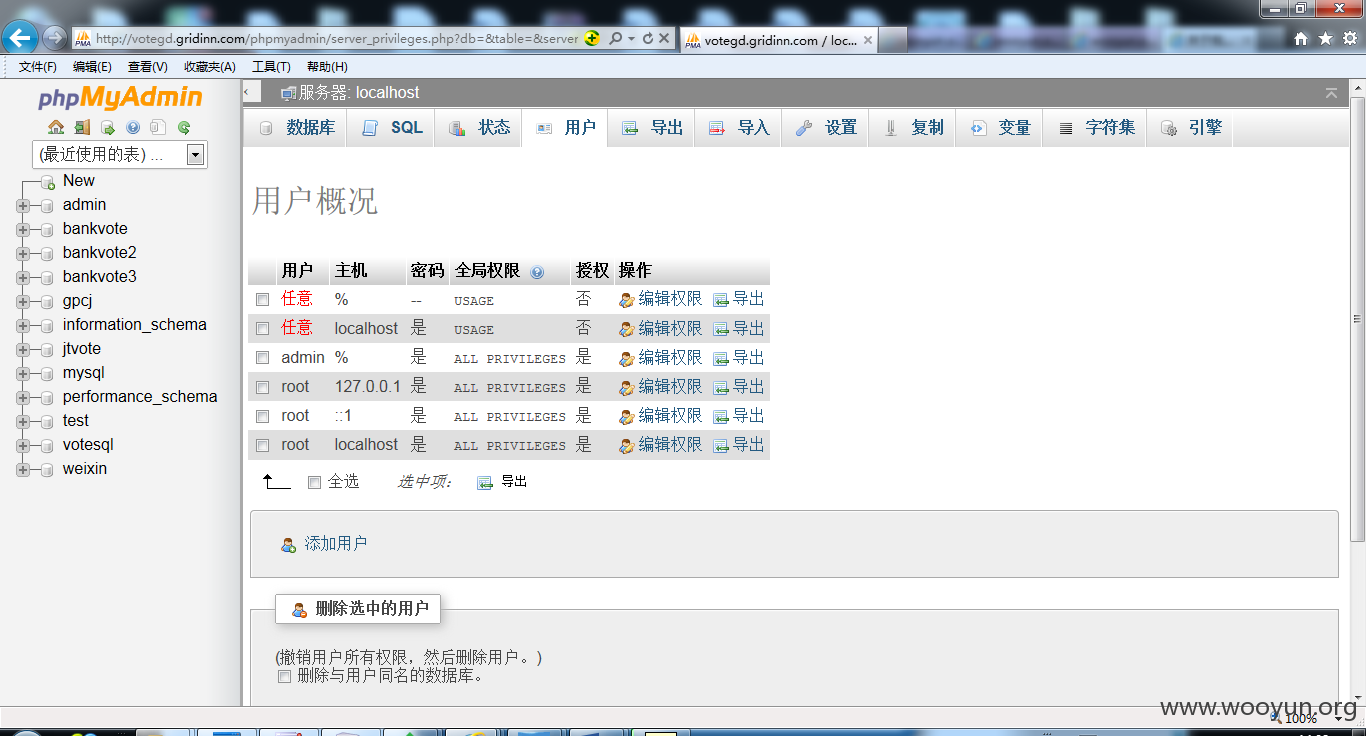 http://votegd.gridinn.com/phpmyadmin/server_privileges.php?db=&table=&server
votegd.gridinn.com / loc...
文件(F) 编辑(E) 查看(V) 收藏夹(A) 工具(T) 帮助(H)
phpMyAdmin
(最近使用的表) ...
New
admin
bankvote
bankvote2
bankvote3
gpcj
information_schema
jtvote
mysql
performance_schema
test
votesql
weixin
服务器: localhost
数据库 SQL 状态 用户 导出 导入 设置 复制 变量 字符集 引擎
用户概况
用户 主机 密码 全局权限 授权 操作
任意 % -- USAGE 否 编辑权限 导出
任意 localhost 是 USAGE 否 编辑权限 导出
admin % 是 ALL PRIVILEGES 是 编辑权限 导出
root 127.0.0.1 是 ALL PRIVILEGES 是 编辑权限 导出
root ::1 是 ALL PRIVILEGES 是 编辑权限 导出
root localhost 是 ALL PRIVILEGES 是 编辑权限 导出
全选 选中项: 导出
添加用户
删除选中的用户
(撤销用户所有权限，然后删除用户。)
删除与用户同名的数据库。
www.wooyun.org
100%